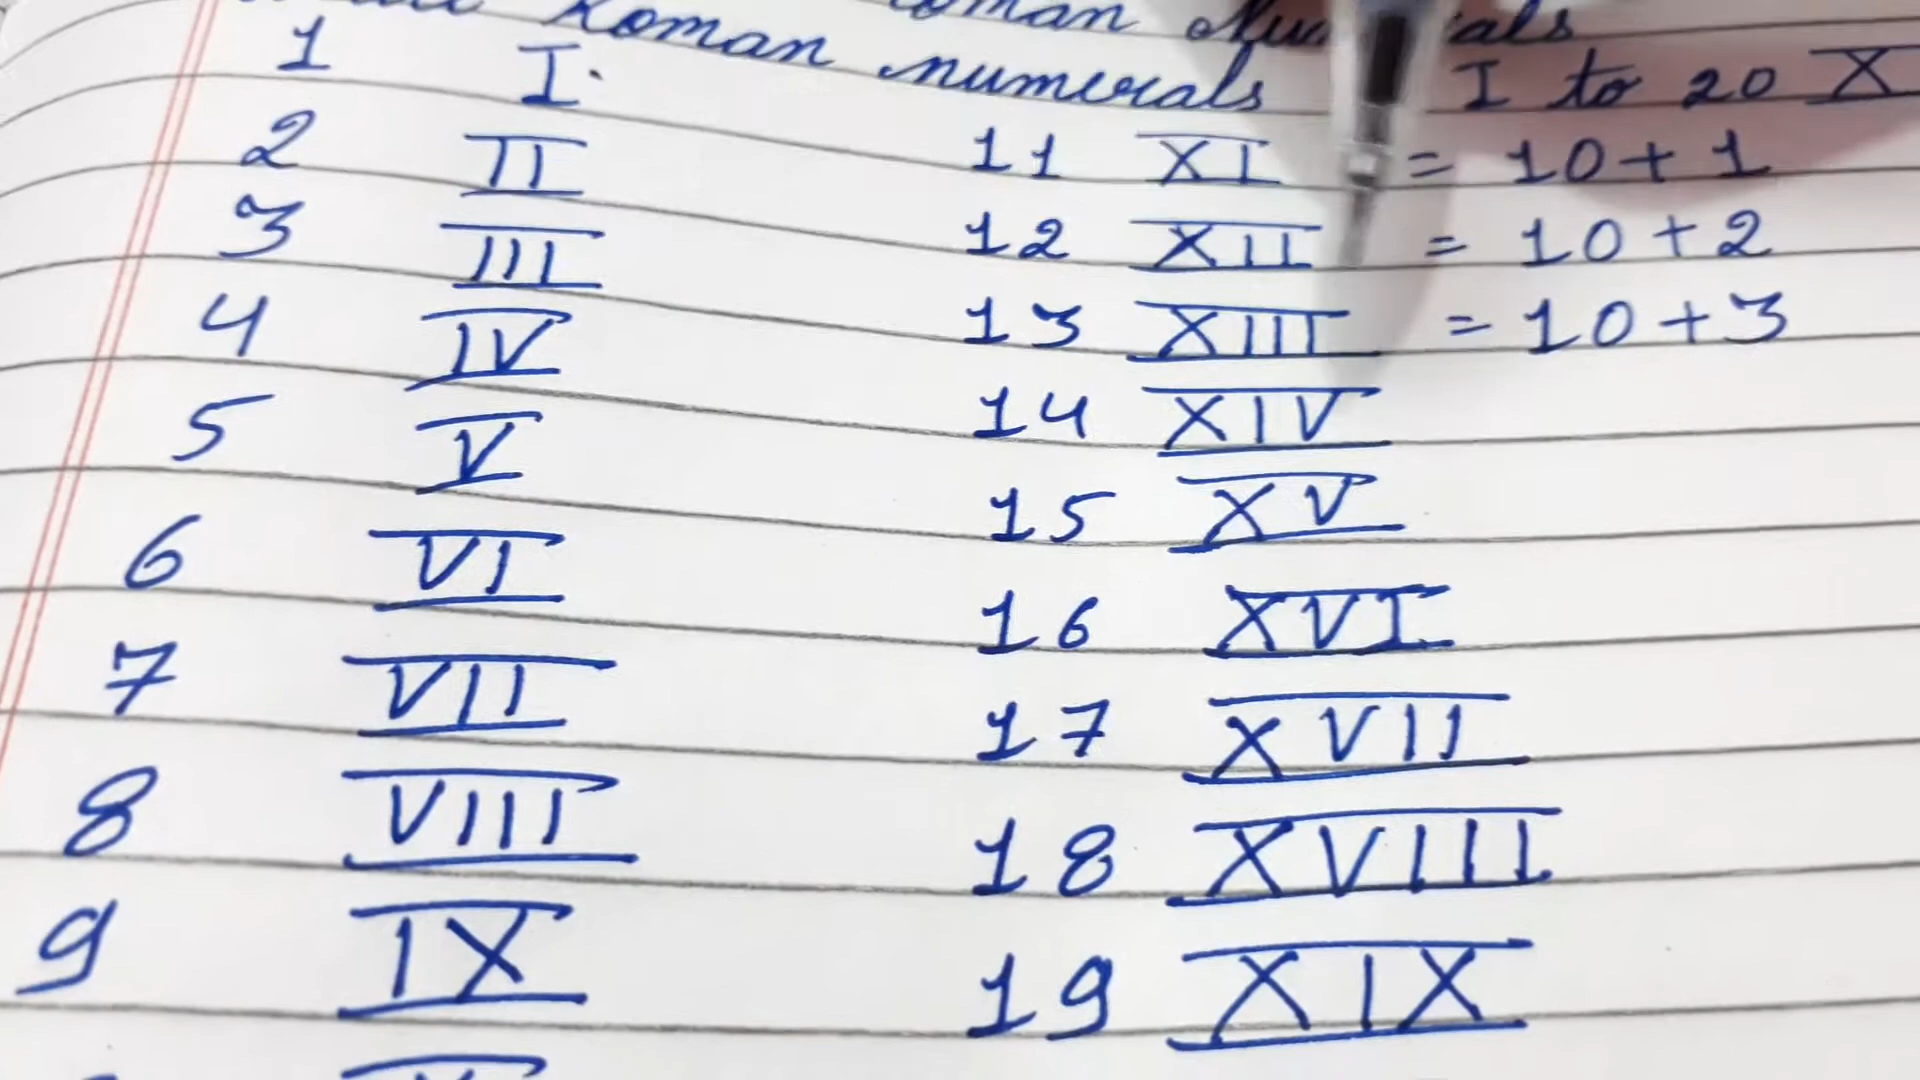 Roman Numerals
Roman numerals I to 20 X
1 I.
2 II
3 III
4 IV
5 V
6 VI
7 VII
8 VIII
9 IX
11 XI = 10+1
12 XII = 10+2
13 XIII = 10+3
14 XIV
15 XV
16 XVI
17 XVII
18 XVIII
19 XIX